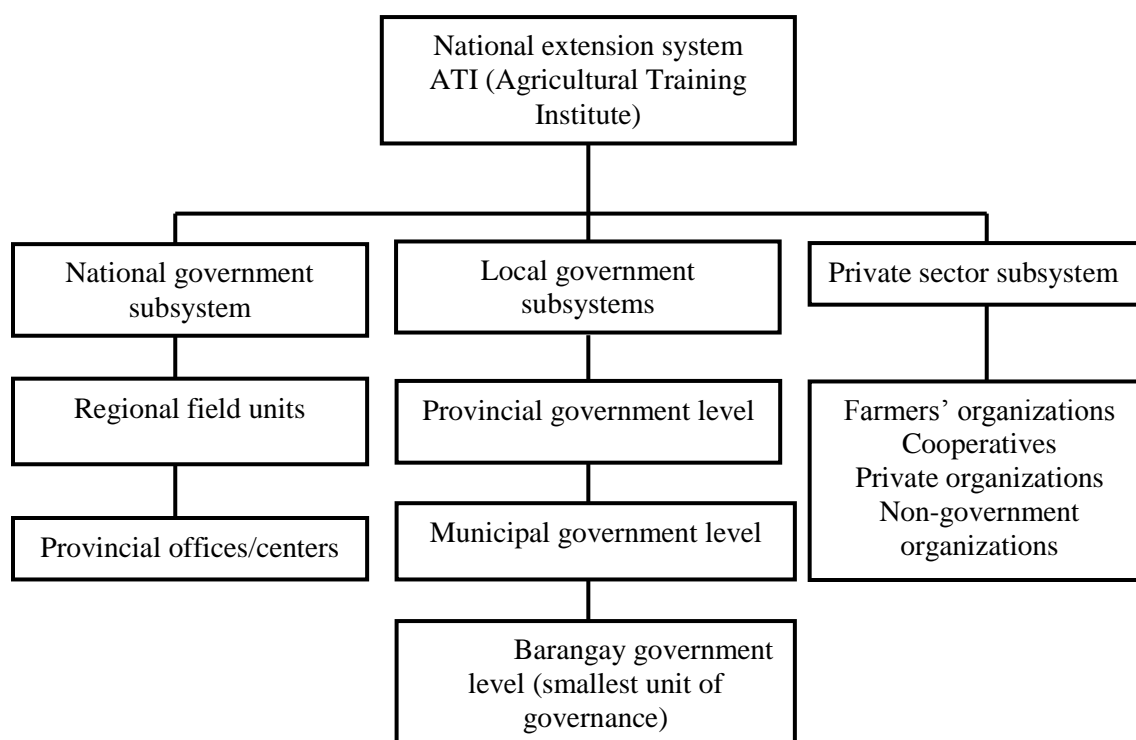 National extension system
ATI (Agricultural Training
Institute)
National government
subsystem
Local government
subsystems
Private sector subsystem
Regional field units
Provincial government level
Farmers’ organizations
Cooperatives
Private organizations
Non-government
organizations
Provincial offices/centers
Municipal government level
Barangay government
level (smallest unit of
governance)